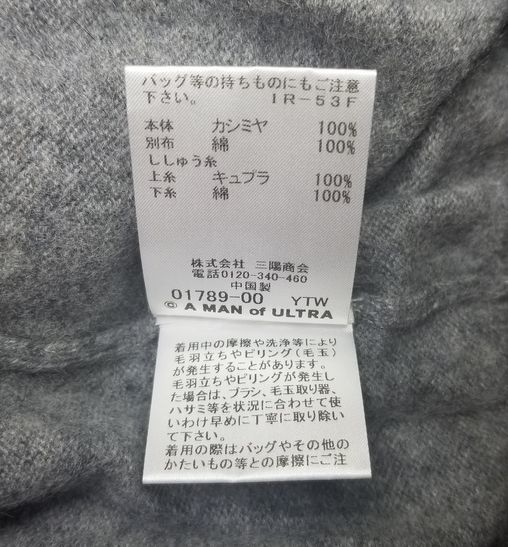 バッグ等の持ちものにもご注意
下さい。 IR-53F
本体 カシミヤ 100%
別布 綿 100%
ししゅう糸
上糸 キュプラ 100%
下糸 綿 100%
株式会社 三陽商会
電話0120-340-460
中国製
01789-00 YTW
© A MAN of ULTRA
着用中の摩擦や洗浄等により
毛羽立ちやピリング(毛玉)
が発生することがあります。
毛羽立ちやピリングが発生し
た場合は、ブラシ、毛玉取り器、
ハサミ等を状況に合わせて使
いわけ早めに丁寧に取り除い
て下さい。
着用の際はバッグやその他の
かたいもの等との摩擦にご注